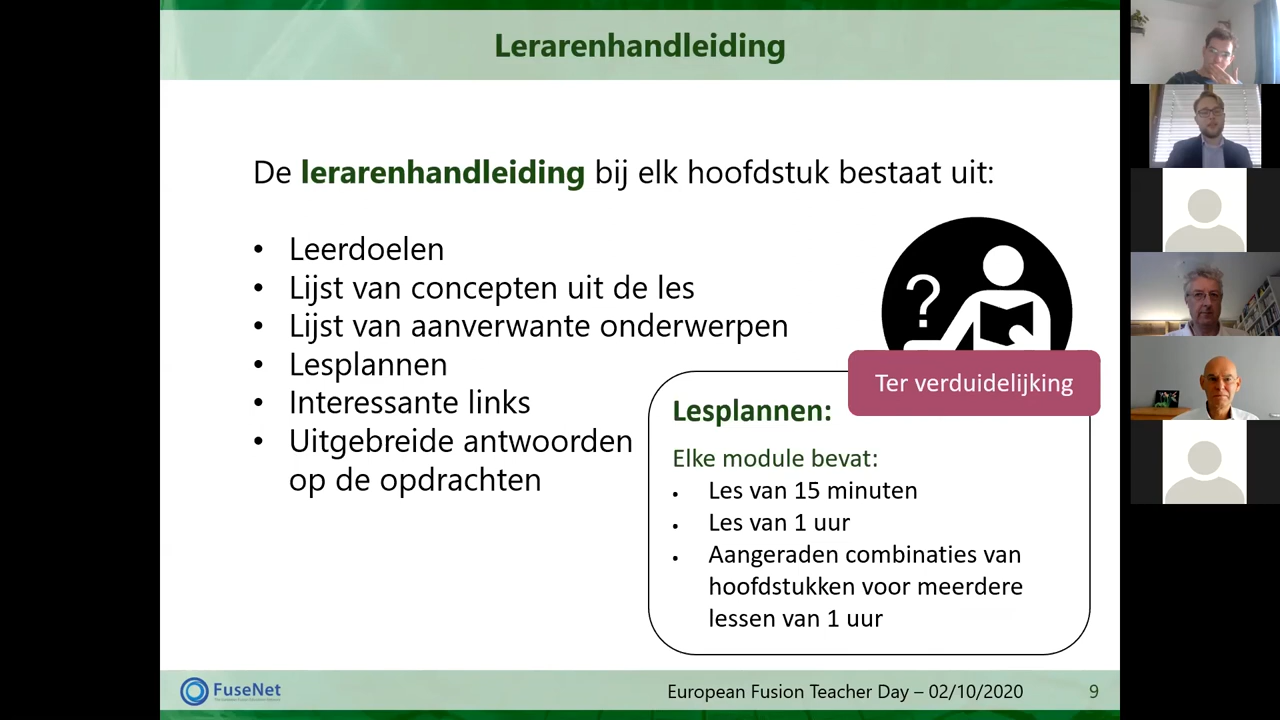 Lerarenhandleiding
De lerarenhandleiding bij elk hoofdstuk bestaat uit:
• Leerdoelen
• Lijst van concepten uit de les
• Lijst van aanverwante onderwerpen
• Lesplannen
• Interessante links
• Uitgebreide antwoorden
op de opdrachten
?
Ter verduidelijking
Lesplannen:
Elke module bevat:
• Les van 15 minuten
• Les van 1 uur
• Aangeraden combinaties van
hoofdstukken voor meerdere
lessen van 1 uur
FuseNet
European Fusion Teacher Day – 02/10/2020
9